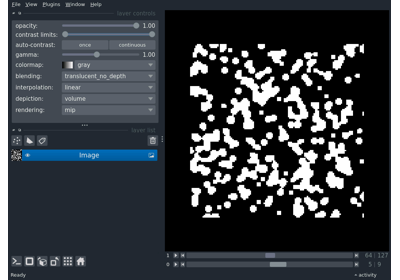 File View Plugins Window Help
layer controls
opacity: 1.00
contrast limits:
auto-contrast: once continuous
gamma: 1.00
colormap: gray
blending: translucent_no_depth
interpolation: linear
depiction: volume
rendering: mip
layer list
Image
1 64 127
0 5 9
Ready activity